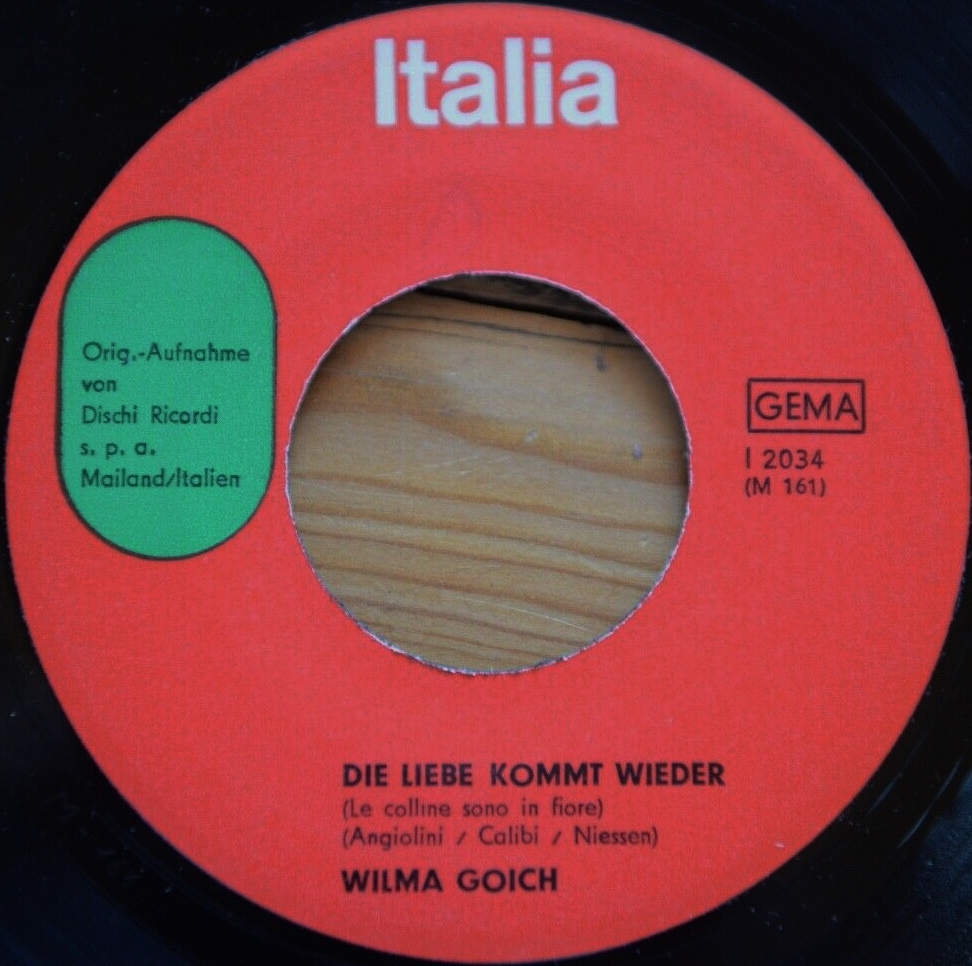 Italia
Orig.-Aufnahme
von
Dischi Ricordi
s. p. a.
Mailand/Italien
GEMA
I 2034
(M 161)
DIE LIEBE KOMMT WIEDER
(Le colline sono in fiore)
(Angiolini / Calibi / Niessen)
WILMA GOICH